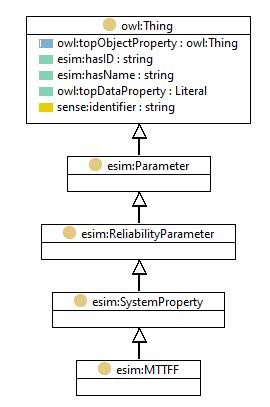 owl:Thing
owl:topObjectProperty : owl:Thing
esim:hasID : string
esim:hasName : string
owl:topDataProperty : Literal
sense:identifier : string
esim:Parameter
esim:ReliabilityParameter
esim:SystemProperty
esim:MTTFF